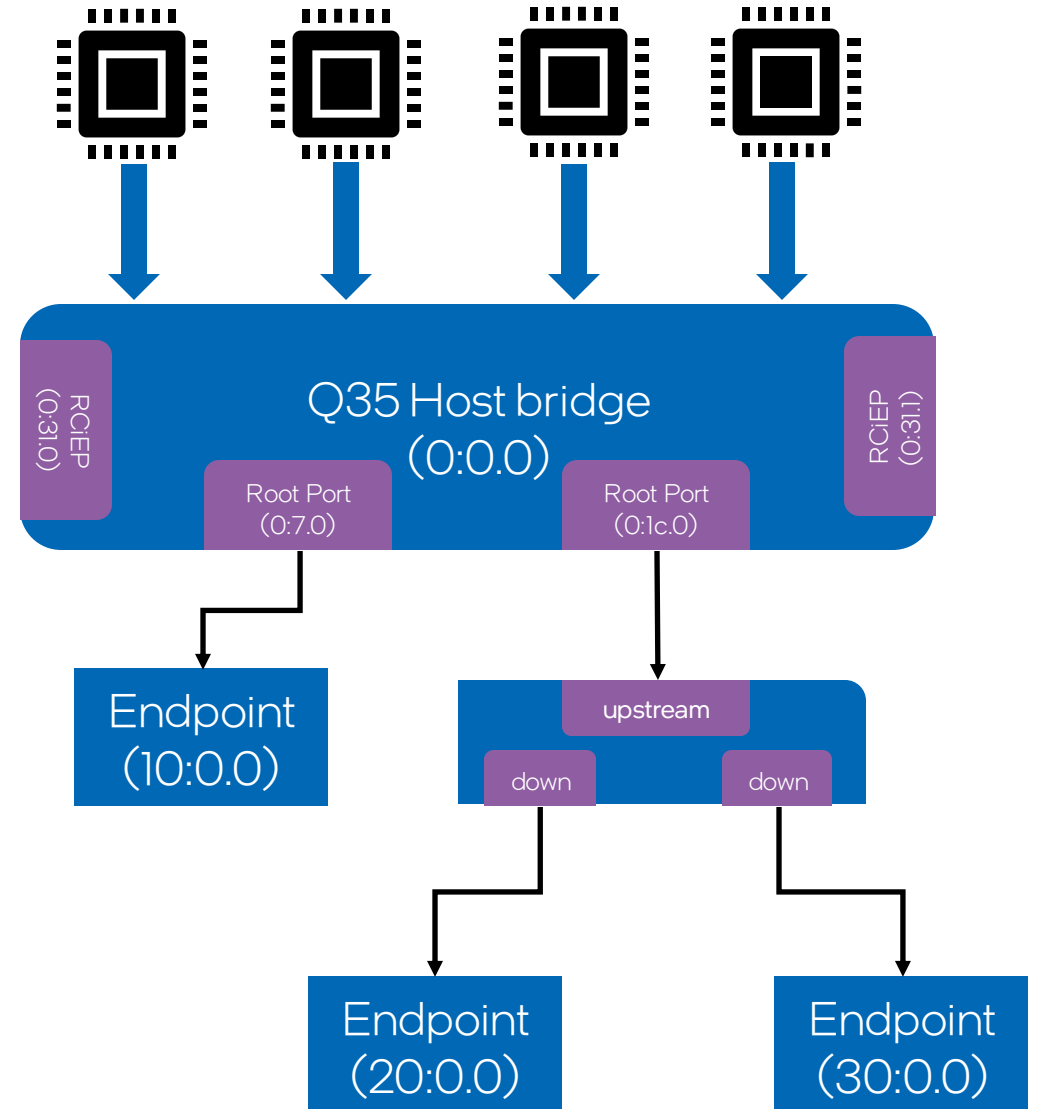 Q35 Host bridge
(0:0.0)
RCiEP
(0:31.0)
RCiEP
(0:31.1)
Root Port
(0:7.0)
Root Port
(0:1c.0)
Endpoint
(10:0.0)
upstream
down
down
Endpoint
(20:0.0)
Endpoint
(30:0.0)